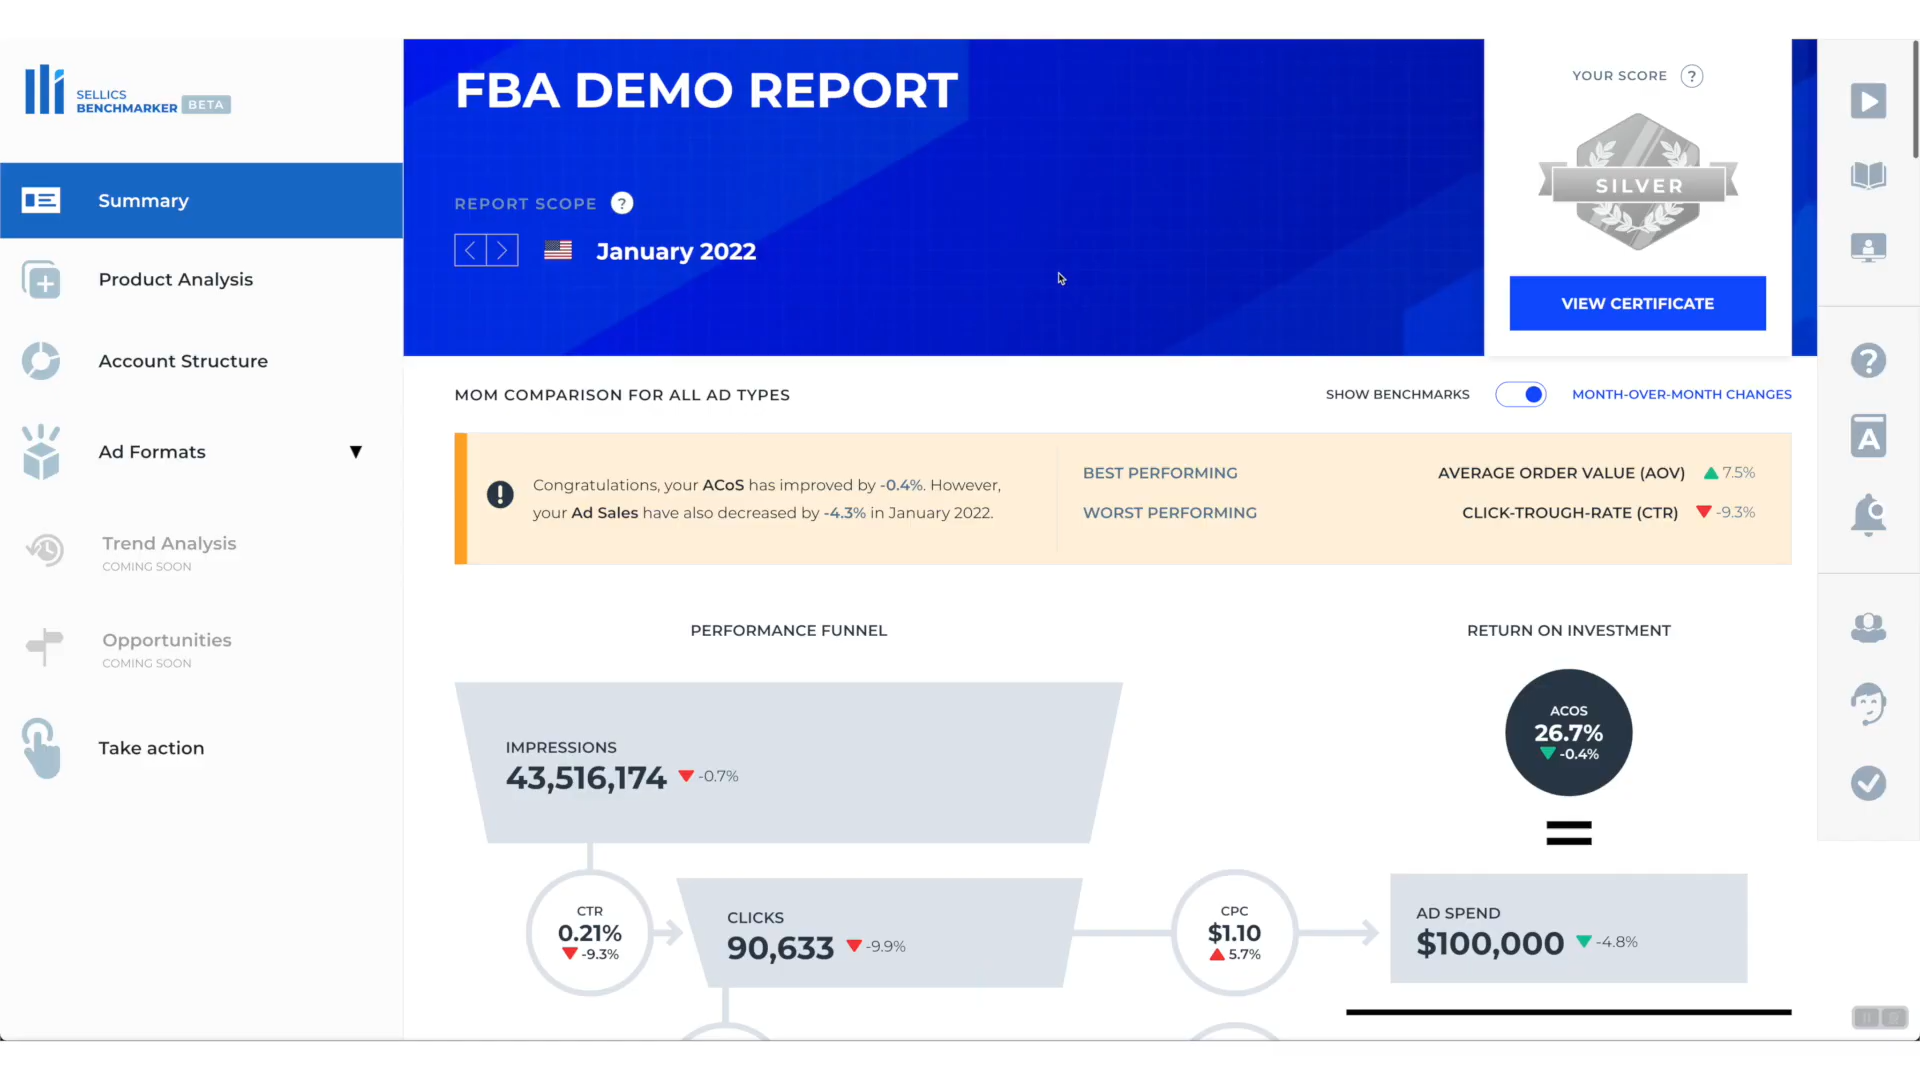 SELLICS
BENCHMARKER BETA
Summary
Product Analysis
Account Structure
Ad Formats
Trend Analysis
COMING SOON
Opportunities
COMING SOON
Take action
FBA DEMO REPORT
REPORT SCOPE ?
January 2022
YOUR SCORE ?
SILVER
VIEW CERTIFICATE
MOM COMPARISON FOR ALL AD TYPES
SHOW BENCHMARKS
MONTH-OVER-MONTH CHANGES
Congratulations, your ACoS has improved by -0.4%. However,
your Ad Sales have also decreased by -4.3% in January 2022.
BEST PERFORMING
AVERAGE ORDER VALUE (AOV) 7.5%
WORST PERFORMING
CLICK-TROUGH-RATE (CTR) -9.3%
PERFORMANCE FUNNEL
RETURN ON INVESTMENT
IMPRESSIONS
43,516,174 -0.7%
ACOS
26.7%
-0.4%
CTR
0.21%
-9.3%
CLICKS
90,633 -9.9%
CPC
$1.10
5.7%
AD SPEND
$100,000 -4.8%